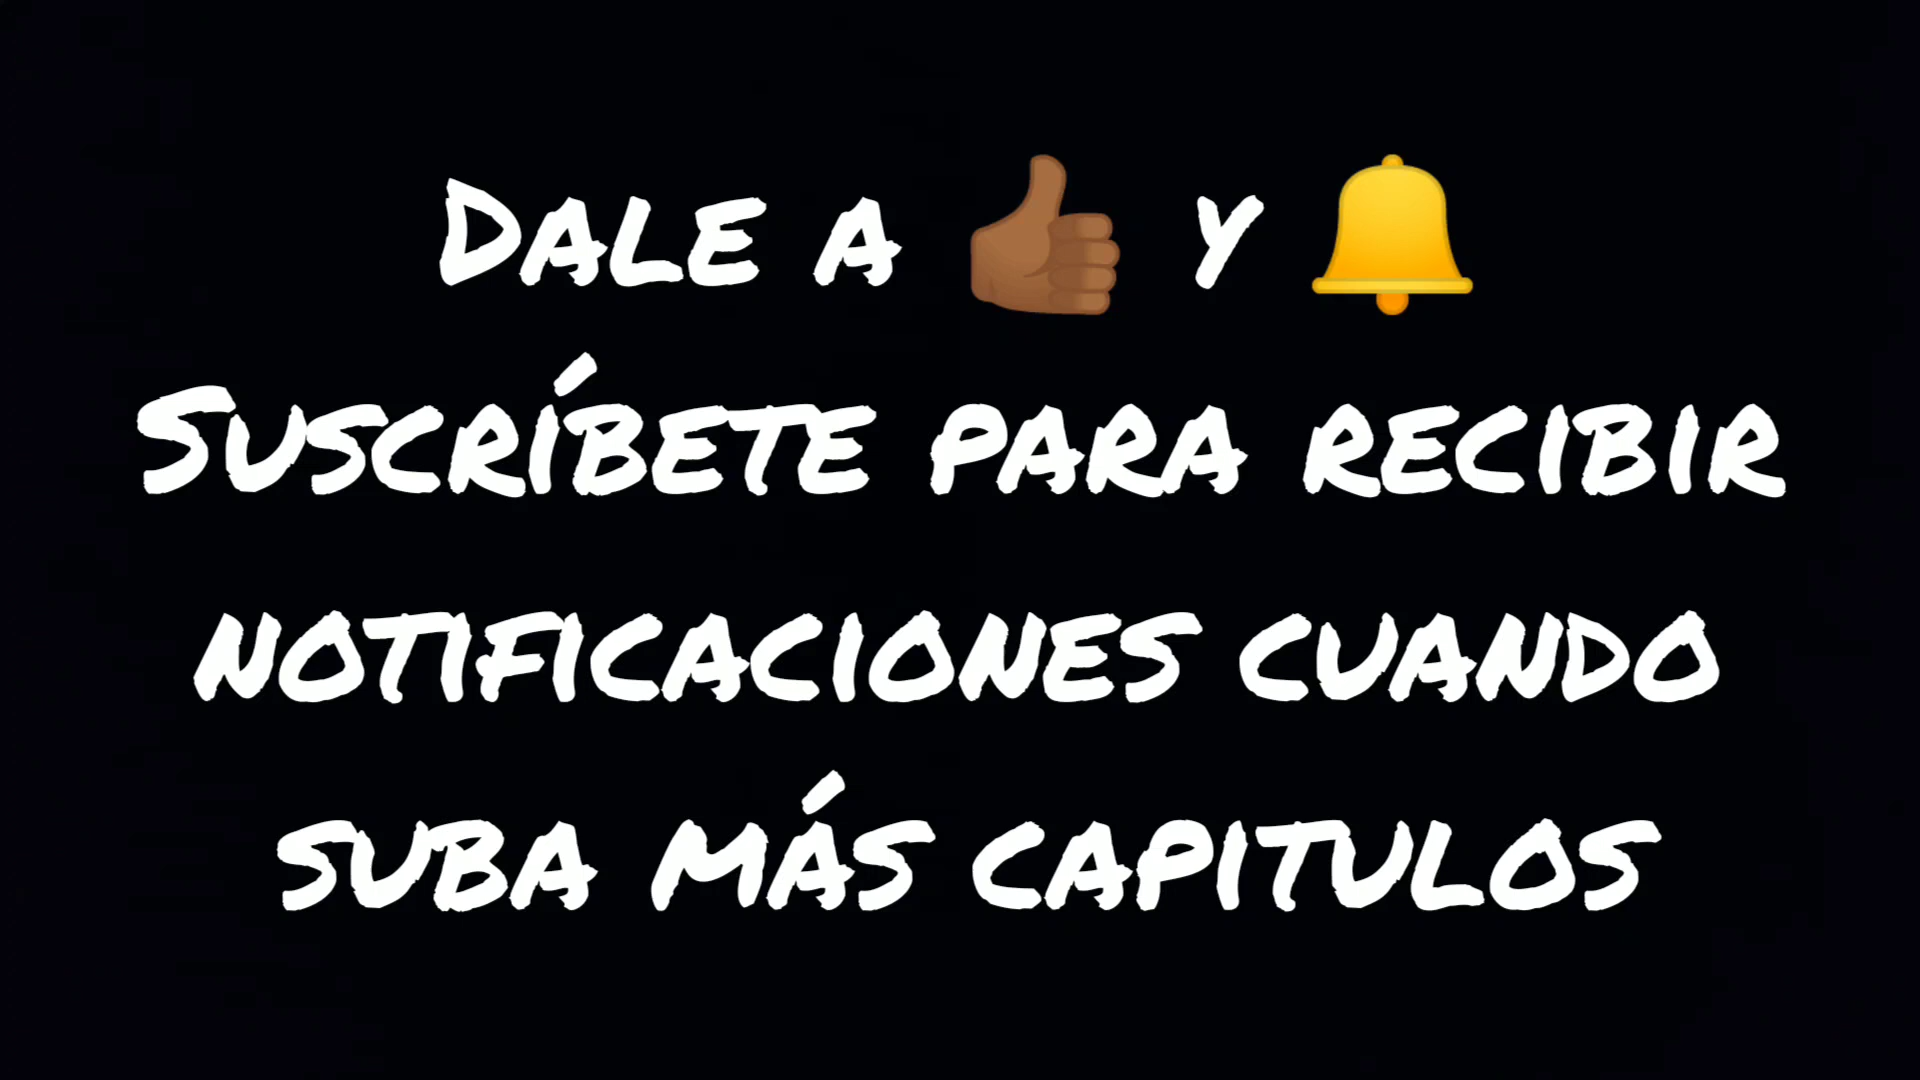 Dale a 👍🏾 y 🔔
Suscríbete para recibir
notificaciones cuando
suba más capitulos